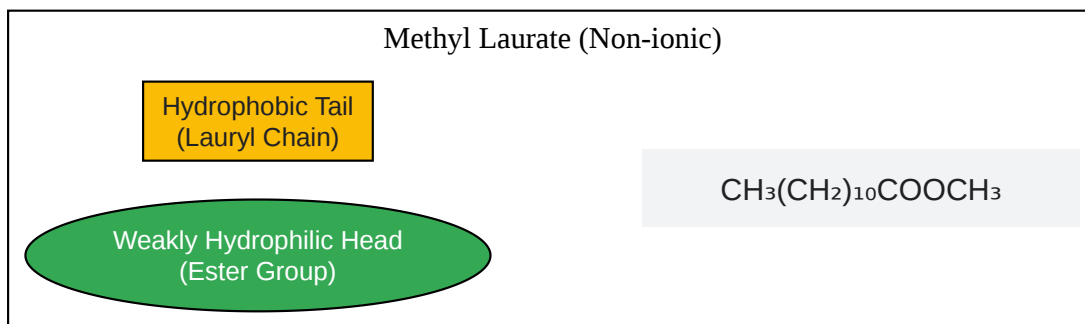 Methyl Laurate (Non-ionic)
Hydrophobic Tail
(Lauryl Chain)
CH₃(CH₂)₁₀COOCH₃
Weakly Hydrophilic Head
(Ester Group)